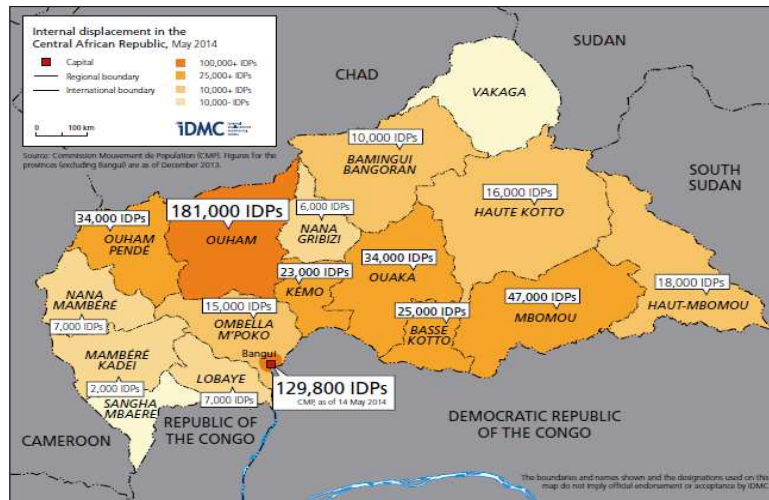 Internal displacement in the
Central African Republic, May 2014
Capital
Regional boundary
International boundary
100,000+ IDPs
25,000+ IDPs
10,000+ IDPs
10,000- IDPs
0 100 km
iDMC
Source: Commission Mouvement de Population (CMP). Figures for the
provinces (excluding Bangui) are as of December 2013.
SUDAN
CHAD
VAKAGA
10,000 IDPs
BAMINGUI
BANGORAN
SOUTH
SUDAN
16,000 IDPs
HAUTE KOTTO
6,000 IDPs
NANA
GRIBIZI
181,000 IDPs
OUHAM
34,000 IDPs
OUHAM
PENDÉ
34,000 IDPs
OUAKA
23,000 IDPs
KÉMO
18,000 IDPs
HAUT-MBOMOU
47,000 IDPs
MBOMOU
25,000 IDPs
BASSE
KOTTO
NANA
MAMBERÉ
7,000 IDPs
15,000 IDPs
OMBELLA
M'POKO
Bangui
MAMBÉRÉ
KADEI
2,000 IDPs
LOBAYE
7,000 IDPs
129,800 IDPs
CMP, as of 14 May 2014
SANGHA
MBAERÉ
CAMEROON
REPUBLIC OF
THE CONGO
DEMOCRATIC REPUBLIC
OF THE CONGO
The boundaries and names shown and the designations used on this
map do not imply official endorsement or acceptance by IDMC